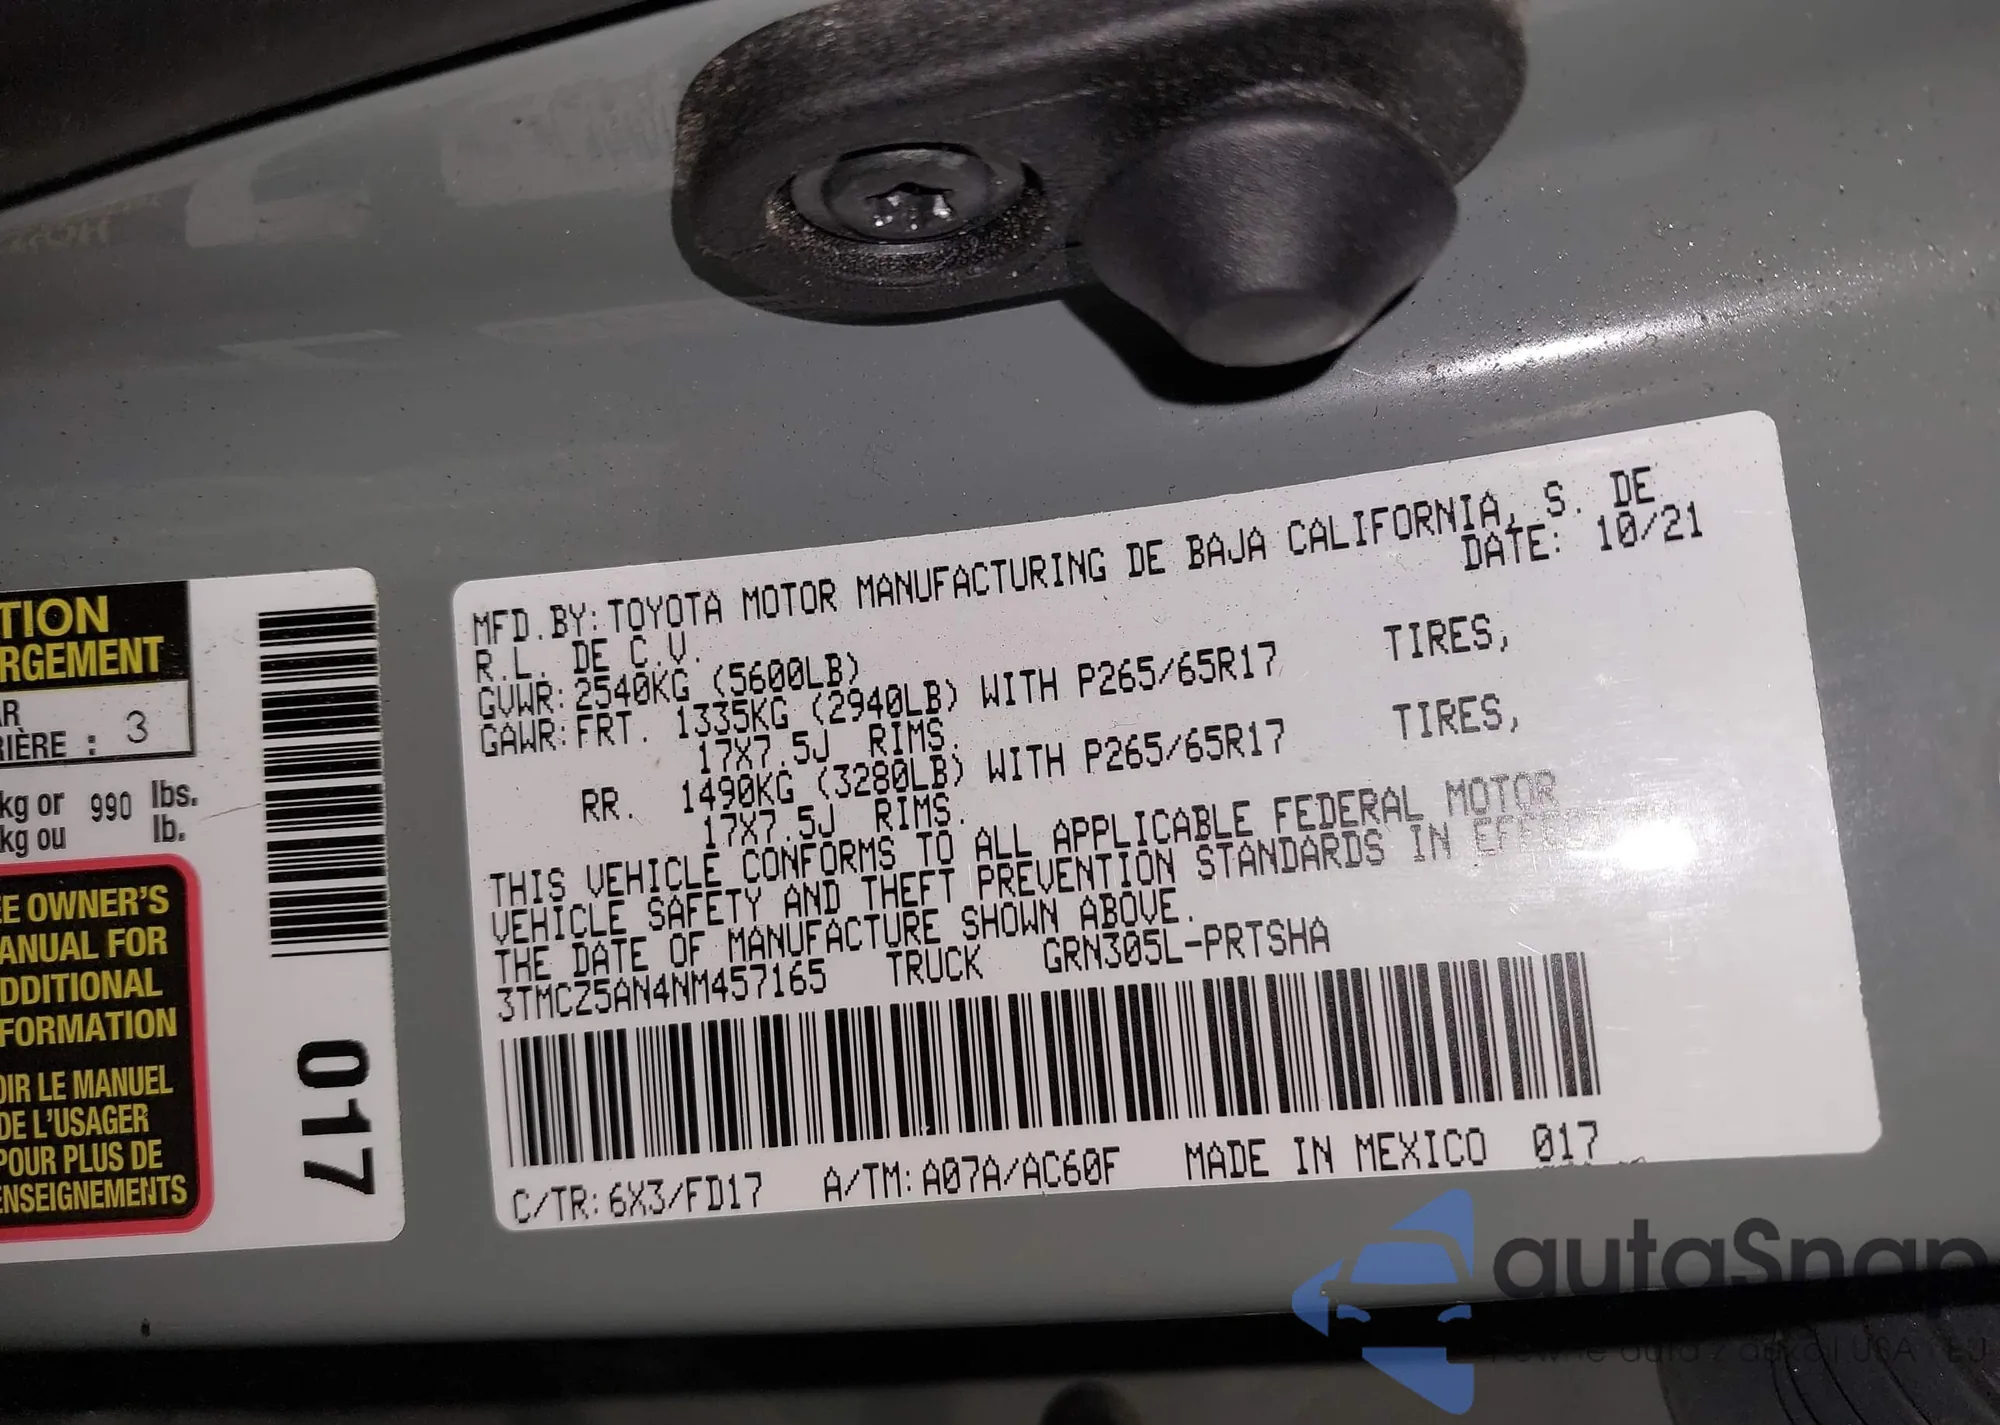 TION
RGEMENT
AR
RIÈRE : 3
kg or 990 lbs.
kg ou lb.
EE OWNER'S
ANUAL FOR
DDITIONAL
FORMATION
OIR LE MANUEL
DE L'USAGER
POUR PLUS DE
ENSEIGNEMENTS
017
MFD.BY:TOYOTA MOTOR MANUFACTURING DE BAJA CALIFORNIA, S. DE
R.L. DE C.V. DATE: 10/21
GVWR:2540KG (5600LB)
GAWR:FRT. 1335KG (2940LB) WITH P265/65R17 TIRES,
17X7.5J RIMS.
RR. 1490KG (3280LB) WITH P265/65R17 TIRES,
17X7.5J RIMS.
THIS VEHICLE CONFORMS TO ALL APPLICABLE FEDERAL MOTOR
VEHICLE SAFETY AND THEFT PREVENTION STANDARDS IN EFFECT
THE DATE OF MANUFACTURE SHOWN ABOVE.
3TMCZ5AN4NM457165 TRUCK GRN305L-PRTSHA
C/TR:6X3/FD17 A/TM:A07A/AC60F MADE IN MEXICO 017
autaSnap